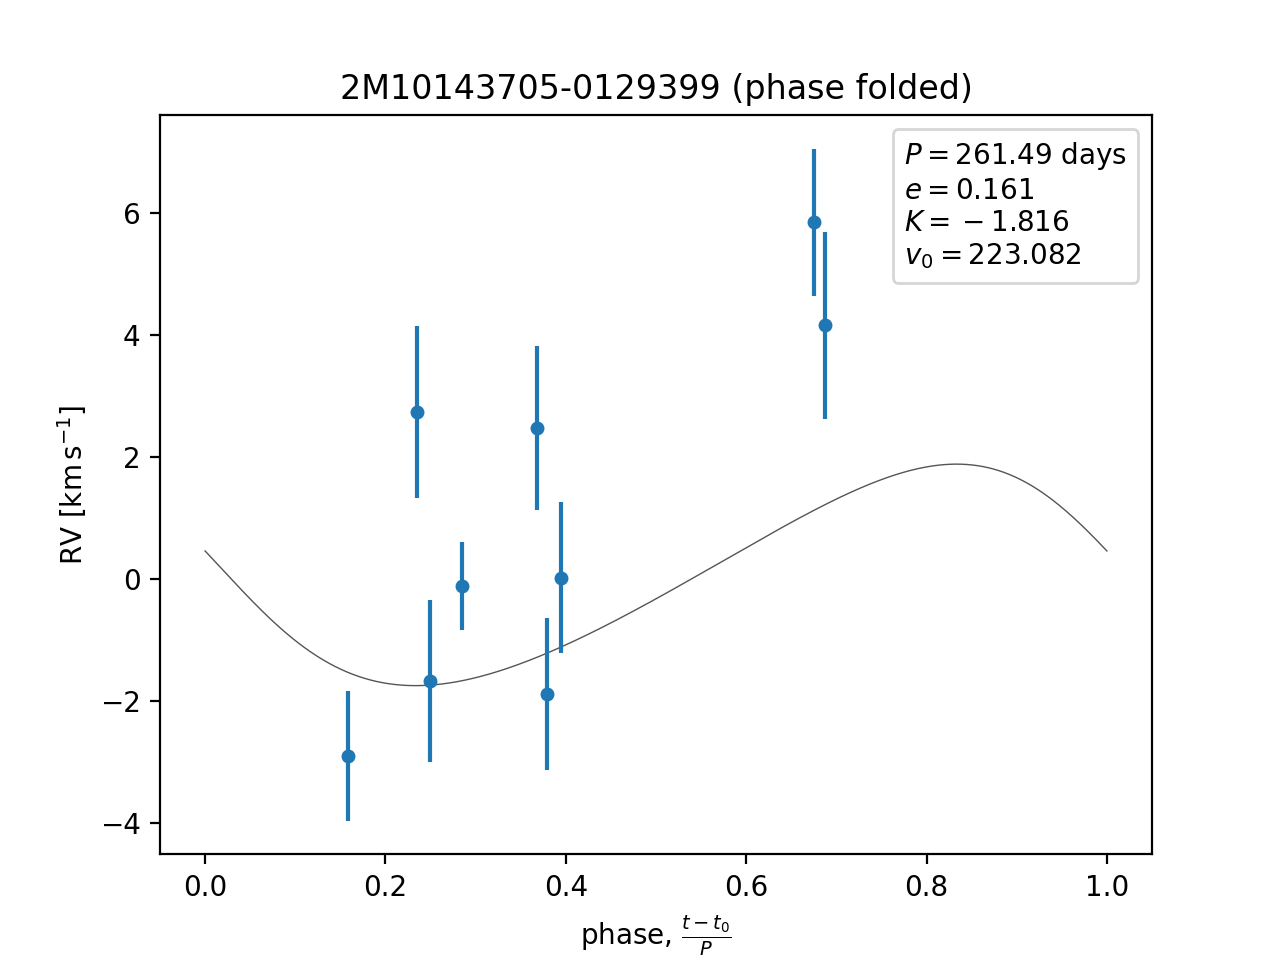 2M10143705-0129399 (phase folded)
P = 261.49 days
e = 0.161
K = −1.816
v₀ = 223.082
RV [km s⁻¹]
6
4
2
0
−2
−4
0.0 0.2 0.4 0.6 0.8 1.0
phase, (t − t₀)/P